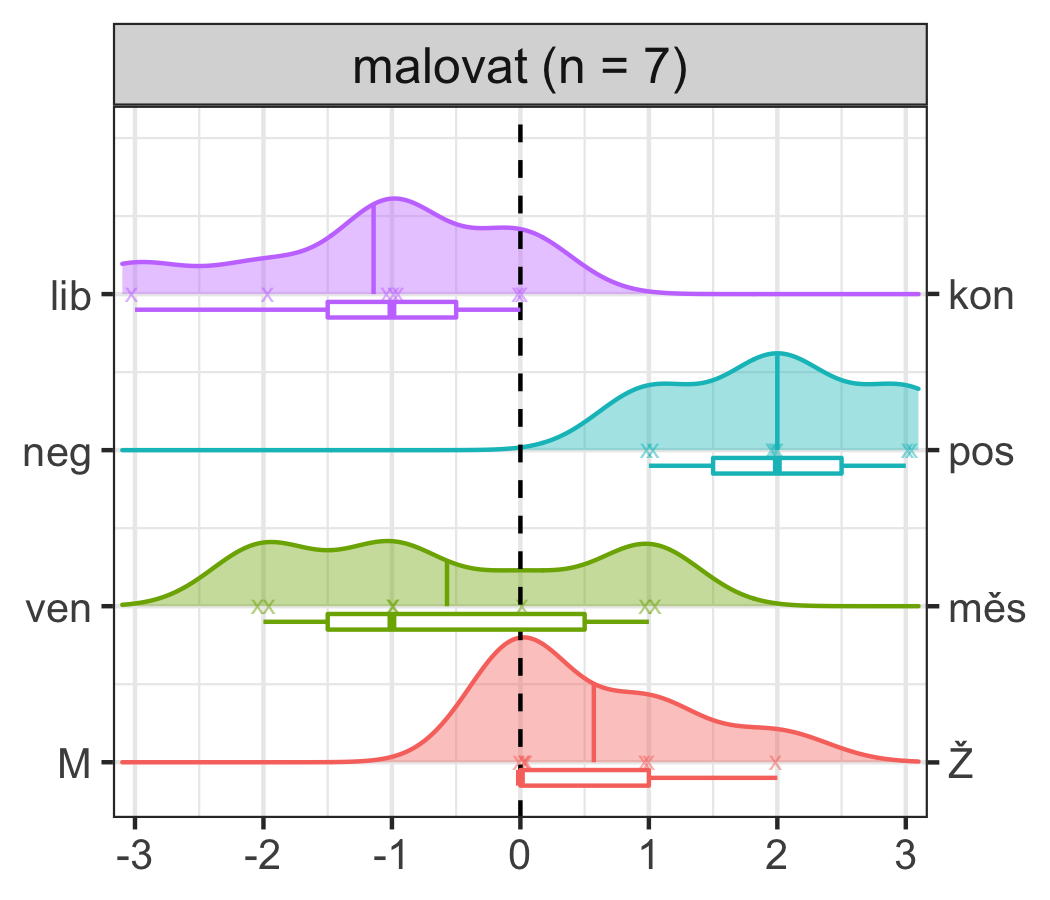 malovat (n = 7)
lib kon
neg pos
ven měs
M Ž
-3 -2 -1 0 1 2 3